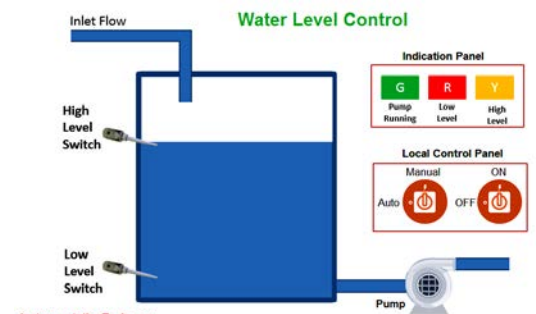 Water Level Control
Inlet Flow
Indication Panel
G R Y
Pump Running
Low Level
High Level
High
Level
Switch
Local Control Panel
Manual
ON
Auto
OFF
Low
Level
Switch
Pump